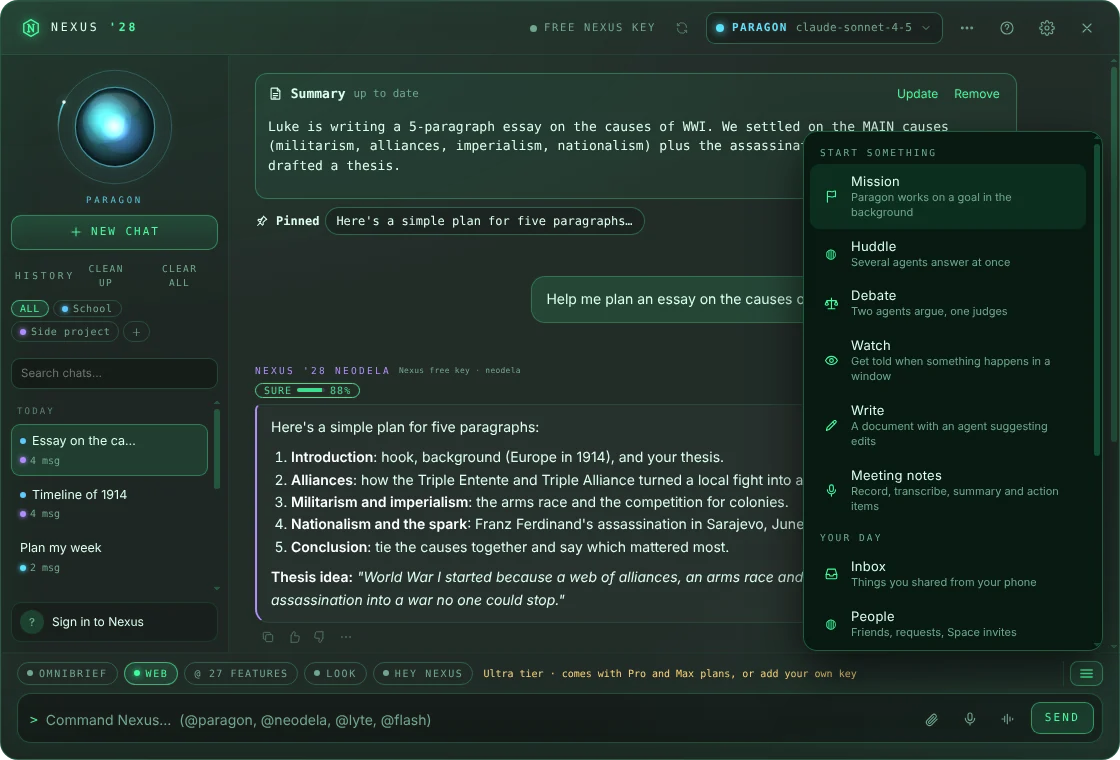 NEXUS '28
FREE NEXUS KEY
PARAGON claude-sonnet-4-5
PARAGON
+ NEW CHAT
HISTORY
CLEAN UP
CLEAR ALL
ALL
School
Side project
+
Search chats...
TODAY
Essay on the ca...
4 msg
Timeline of 1914
4 msg
Plan my week
2 msg
? Sign in to Nexus
Summary up to date
Update Remove
Luke is writing a 5-paragraph essay on the causes of WWI. We settled on the MAIN causes
(militarism, alliances, imperialism, nationalism) plus the
drafted a thesis.
Pinned
Here's a simple plan for five paragraphs…
Help me plan an essay on the causes
NEXUS '28 NEODELA Nexus free key · neodela
SURE 88%
Here's a simple plan for five paragraphs:
1. Introduction: hook, background (Europe in 1914), and your thesis.
2. Alliances: how the Triple Entente and Triple Alliance turned a local fight into a
3. Militarism and imperialism: the arms race and the competition for colonies.
4. Nationalism and the spark: Franz Ferdinand's assassination in Sarajevo, June
5. Conclusion: tie the causes together and say which mattered most.
Thesis idea: "World War I started because a web of alliances, an arms race and
assassination into a war no one could stop."
START SOMETHING
Mission
Paragon works on a goal in the
background
Huddle
Several agents answer at once
Debate
Two agents argue, one judges
Watch
Get told when something happens in a
window
Write
A document with an agent suggesting
edits
Meeting notes
Record, transcribe, summary and action
items
YOUR DAY
Inbox
Things you shared from your phone
People
Friends, requests, Space invites
OMNIBRIEF
WEB
@ 27 FEATURES
LOOK
HEY NEXUS
Ultra tier · comes with Pro and Max plans, or add your own key
> Command Nexus... (@paragon, @neodela, @lyte, @flash)
SEND